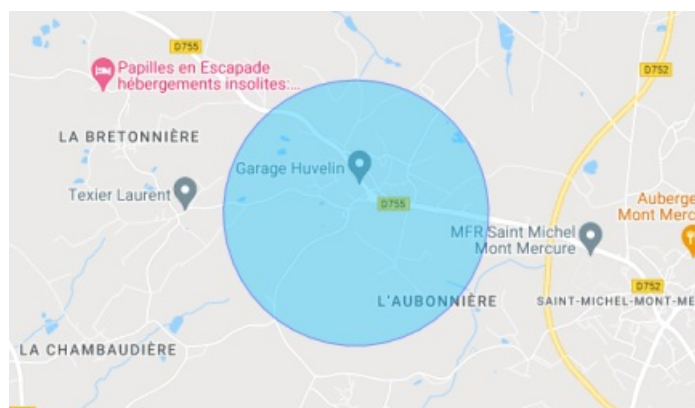 D755
D752
Papilles en Escapade
hébergements insolites:...
LA BRETONNIÈRE
Garage Huvelin
Texier Laurent
D755
Auberge
Mont Merc
MFR Saint Michel
Mont Mercure
D752
L'AUBONNIÈRE
SAINT-MICHEL-MONT-ME
LA CHAMBAUDIÈRE